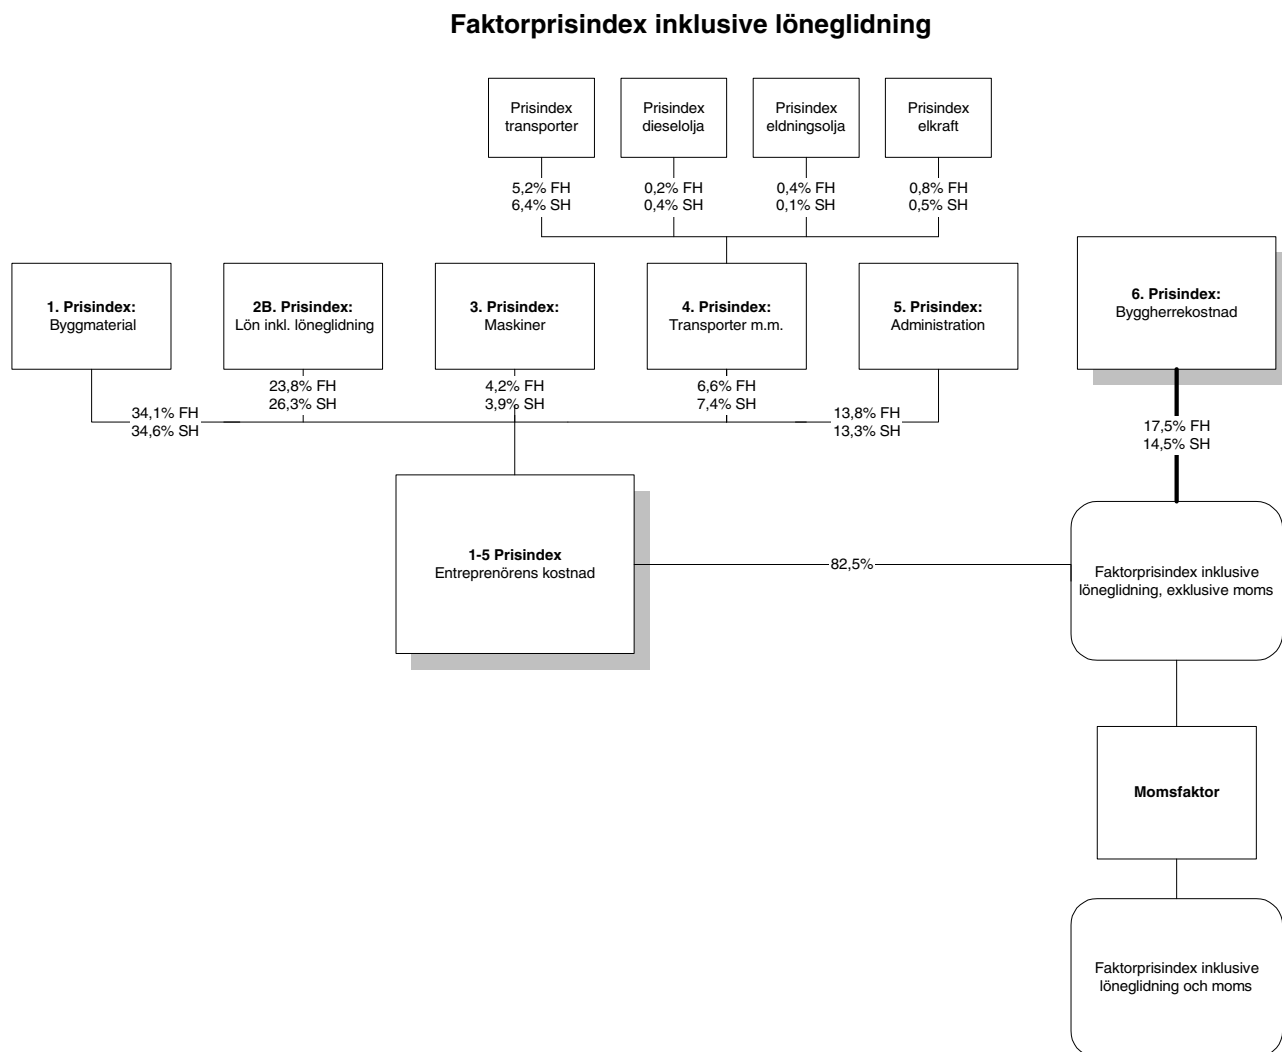 Faktorprisindex inklusive löneglidning
Prisindex
transporter
Prisindex
dieselolja
Prisindex
eldningsolja
Prisindex
elkraft
5,2% FH
6,4% SH
0,2% FH
0,4% SH
0,4% FH
0,1% SH
0,8% FH
0,5% SH
1. Prisindex:
Byggmaterial
2B. Prisindex:
Lön inkl. löneglidning
3. Prisindex:
Maskiner
4. Prisindex:
Transporter m.m.
5. Prisindex:
Administration
6. Prisindex:
Byggherrekostnad
34,1% FH
34,6% SH
23,8% FH
26,3% SH
4,2% FH
3,9% SH
6,6% FH
7,4% SH
13,8% FH
13,3% SH
17,5% FH
14,5% SH
1-5 Prisindex
Entreprenörens kostnad
82,5%
Faktorprisindex inklusive
löneglidning, exklusive moms
Momsfaktor
Faktorprisindex inklusive
löneglidning och moms